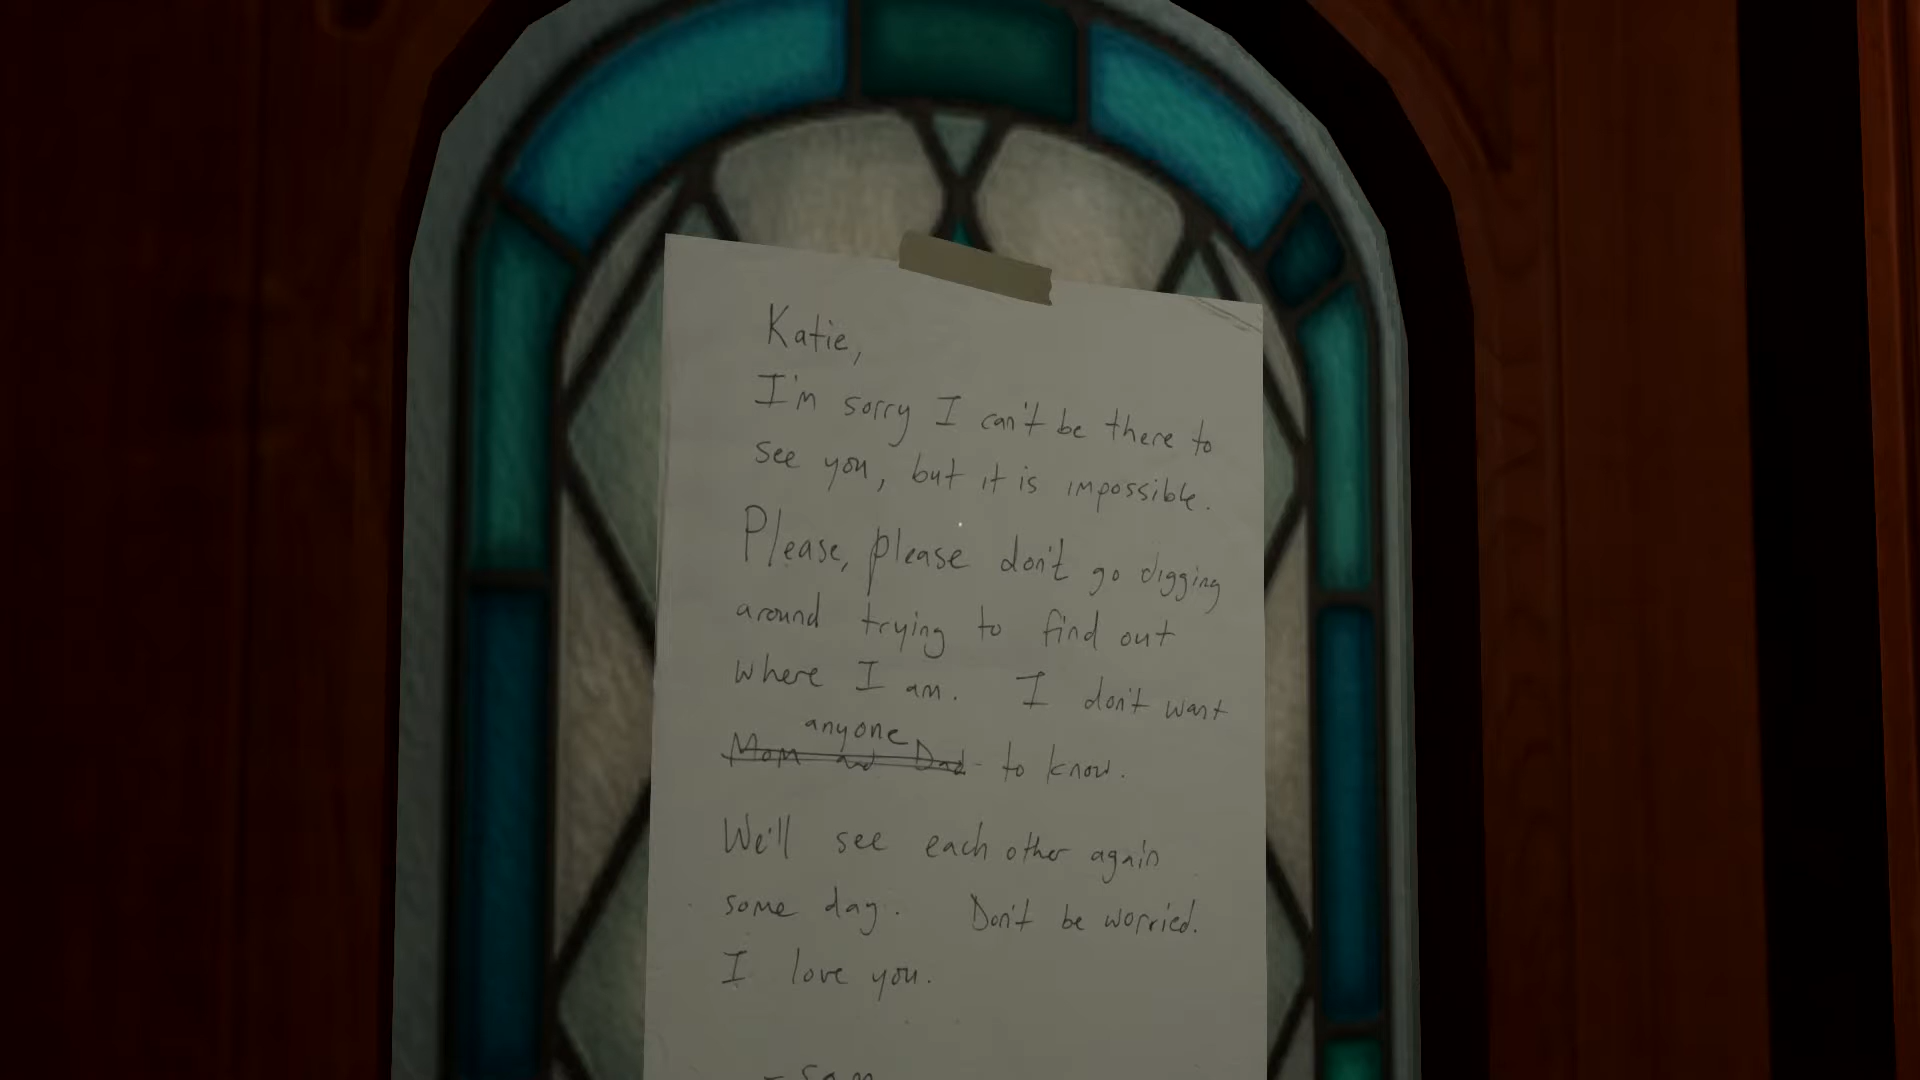 Katie,
I'm sorry I can't be there to
see you, but it is impossible.
Please, please don't go digging
around trying to find out
where I am. I don't want
anyone
Mom and Dad to know.
We'll see each other again
some day. Don't be worried.
I love you.
- Sam